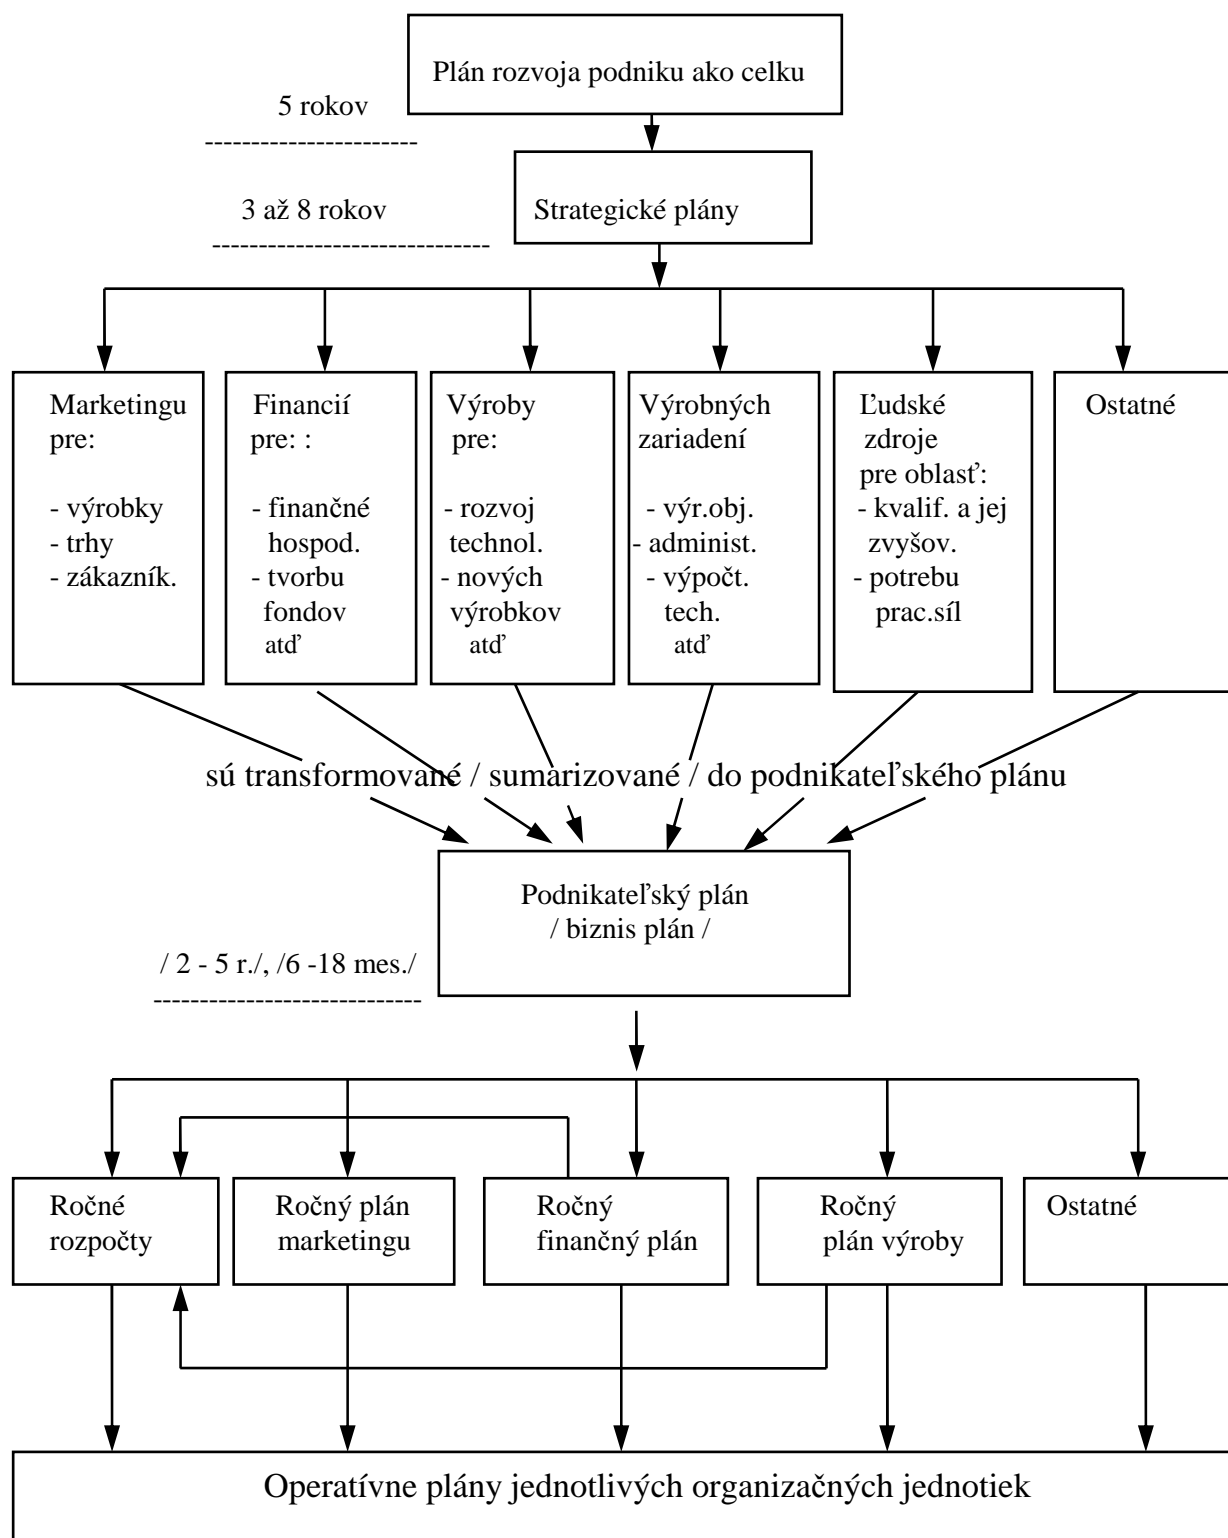 Plán rozvoja podniku ako celku
5 rokov
-----------------------
3 až 8 rokov
Strategické plány
------------------------------
Marketingu
pre:
- výrobky
- trhy
- zákazník.
Financií
pre: :
- finančné
hospod.
- tvorbu
fondov
atď
Výroby
pre:
- rozvoj
technol.
- nových
výrobkov
atď
Výrobných
zariadení
- výr.obj.
- administ.
- výpočt.
tech.
atď
Ľudské
zdroje
pre oblasť:
- kvalif. a jej
zvyšov.
- potrebu
prac.síl
Ostatné
sú transformované / sumarizované / do podnikateľského plánu
Podnikateľský plán
/ biznis plán /
/ 2 - 5 r./, /6 -18 mes./
-----------------------------
Ročné
rozpočty
Ročný plán
marketingu
Ročný
finančný plán
Ročný
plán výroby
Ostatné
Operatívne plány jednotlivých organizačných jednotiek